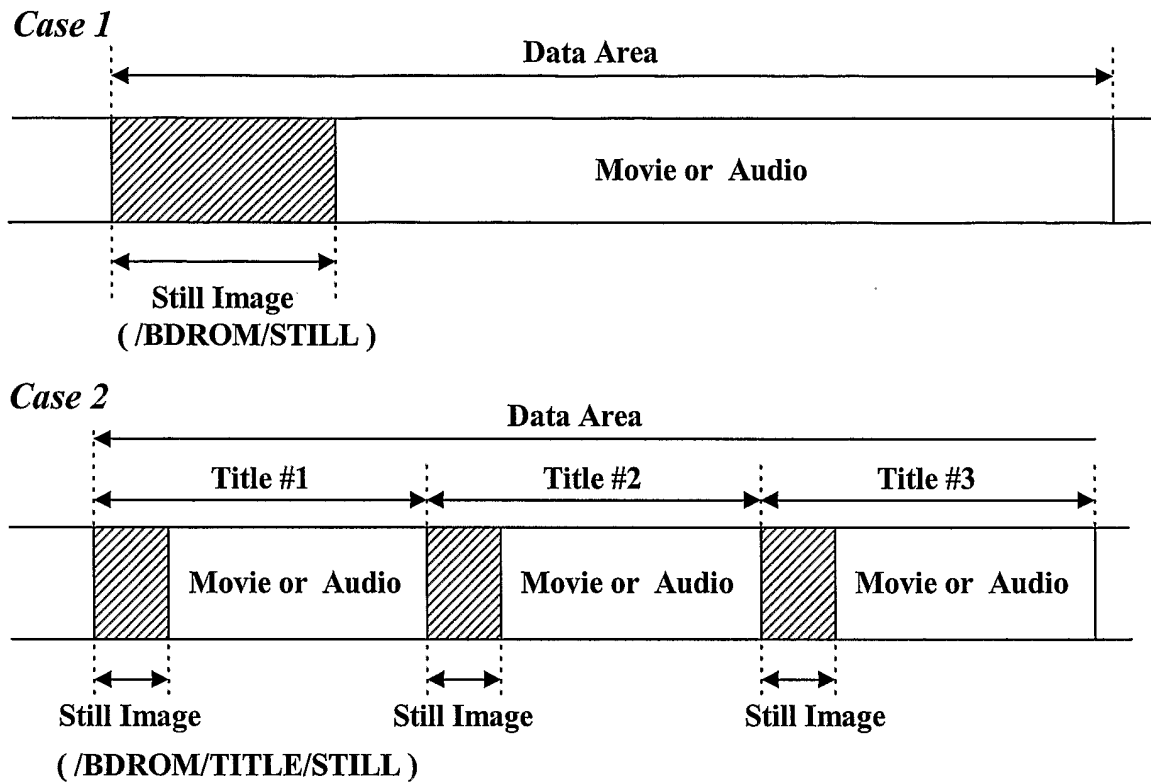 Case 1
Data Area
Movie or Audio
Still Image
( /BDROM/STILL )
Case 2
Data Area
Title #1 Title #2 Title #3
Movie or Audio Movie or Audio Movie or Audio
Still Image Still Image Still Image
( /BDROM/TITLE/STILL )